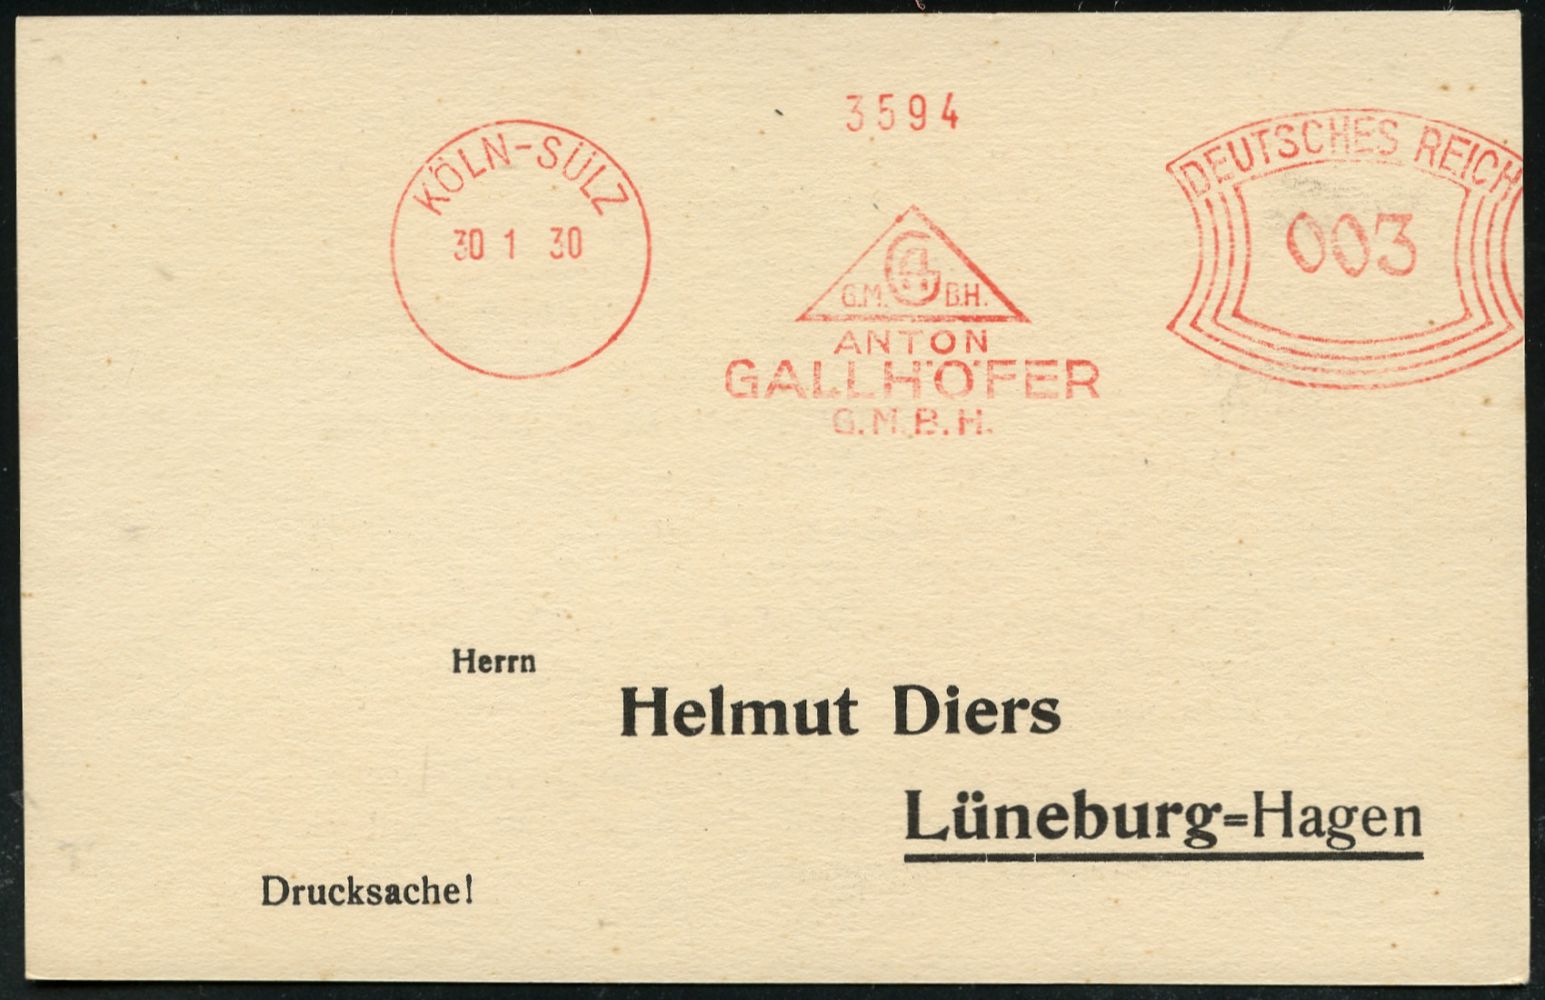 3594
KÖLN-SÜLZ
30 1 30
DEUTSCHES REICH
003
G.M. B.H.
ANTON
GALLHÖFER
G.M.B.H.
Herrn
Helmut Diers
Lüneburg=Hagen
Drucksache!